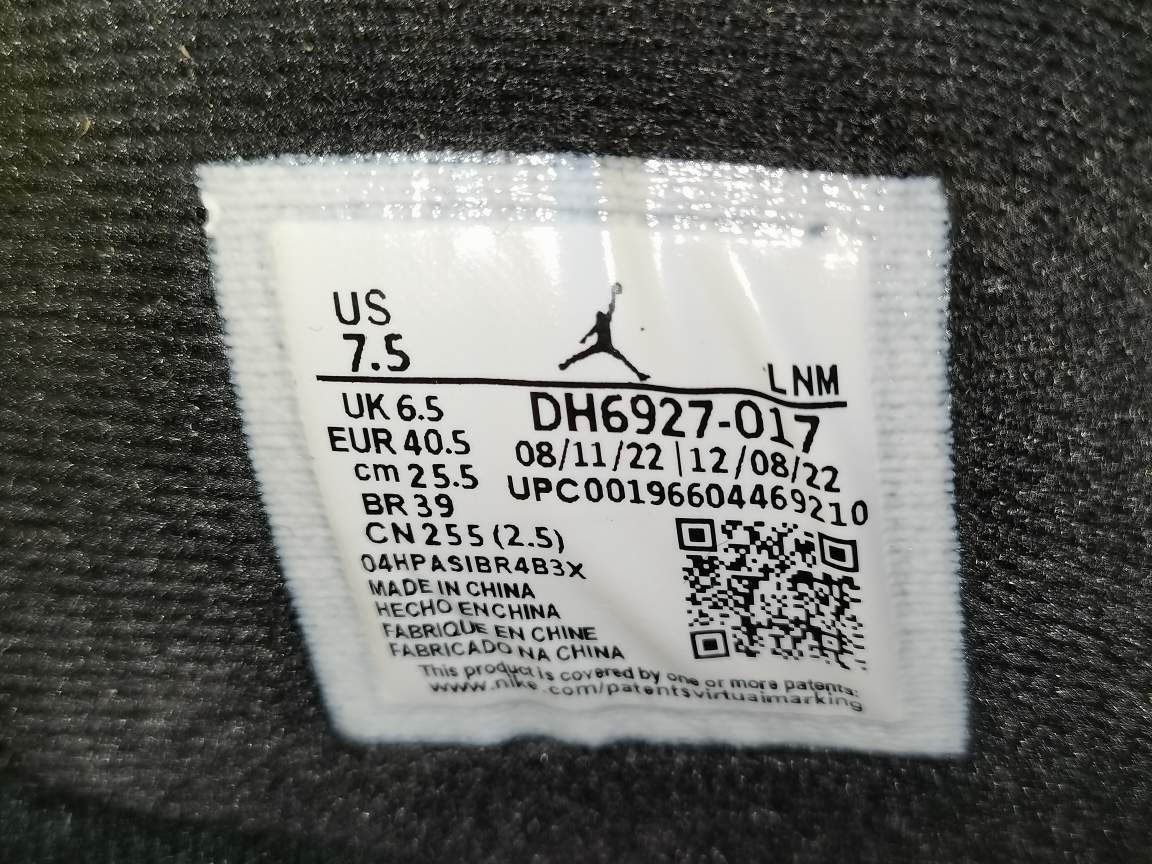 US
7.5
LNM
UK 6.5
EUR 40.5
cm 25.5
BR 39
CN 255 (2.5)
DH6927-017
08/11/22 | 12/08/22
UPC00196604469210
04HPASIBR4B3X
MADE IN CHINA
HECHO EN CHINA
FABRIQUE EN CHINE
FABRICADO NA CHINA
This product is covered by one or more patents:
www.nike.com/patentsvirtualmarking